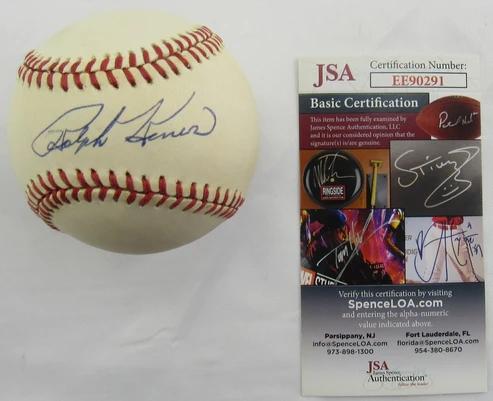 Ralph Kiner
JSA
Certification Number:
EE90291
Basic Certification
This item has been fully examined by
James Spence Authentication, LLC
and it is our considered opinion that the
signature(s) is/are genuine.
RINGSIDE
Verify this certification by visiting
SpenceLOA.com
and entering the alpha-numeric
value indicated above.
Parsippany, NJ
info@SpenceLOA.com
973-898-1300
Fort Lauderdale, FL
florida@SpenceLOA.com
954-380-8670
JSA
James Spence
Authentication